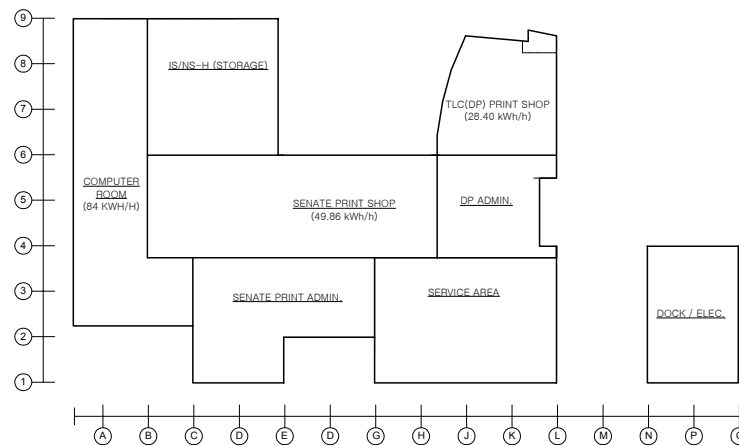 9
8
7
6
5
4
3
2
1
IS/NS-H (STORAGE)
TLC(DP) PRINT SHOP
(28.40 kWh/h)
COMPUTER
ROOM
(84 KWH/H)
SENATE PRINT SHOP
(49.86 kWh/h)
DP ADMIN.
SENATE PRINT ADMIN.
SERVICE AREA
DOCK / ELEC.
A B C D E D G H J K L M N P